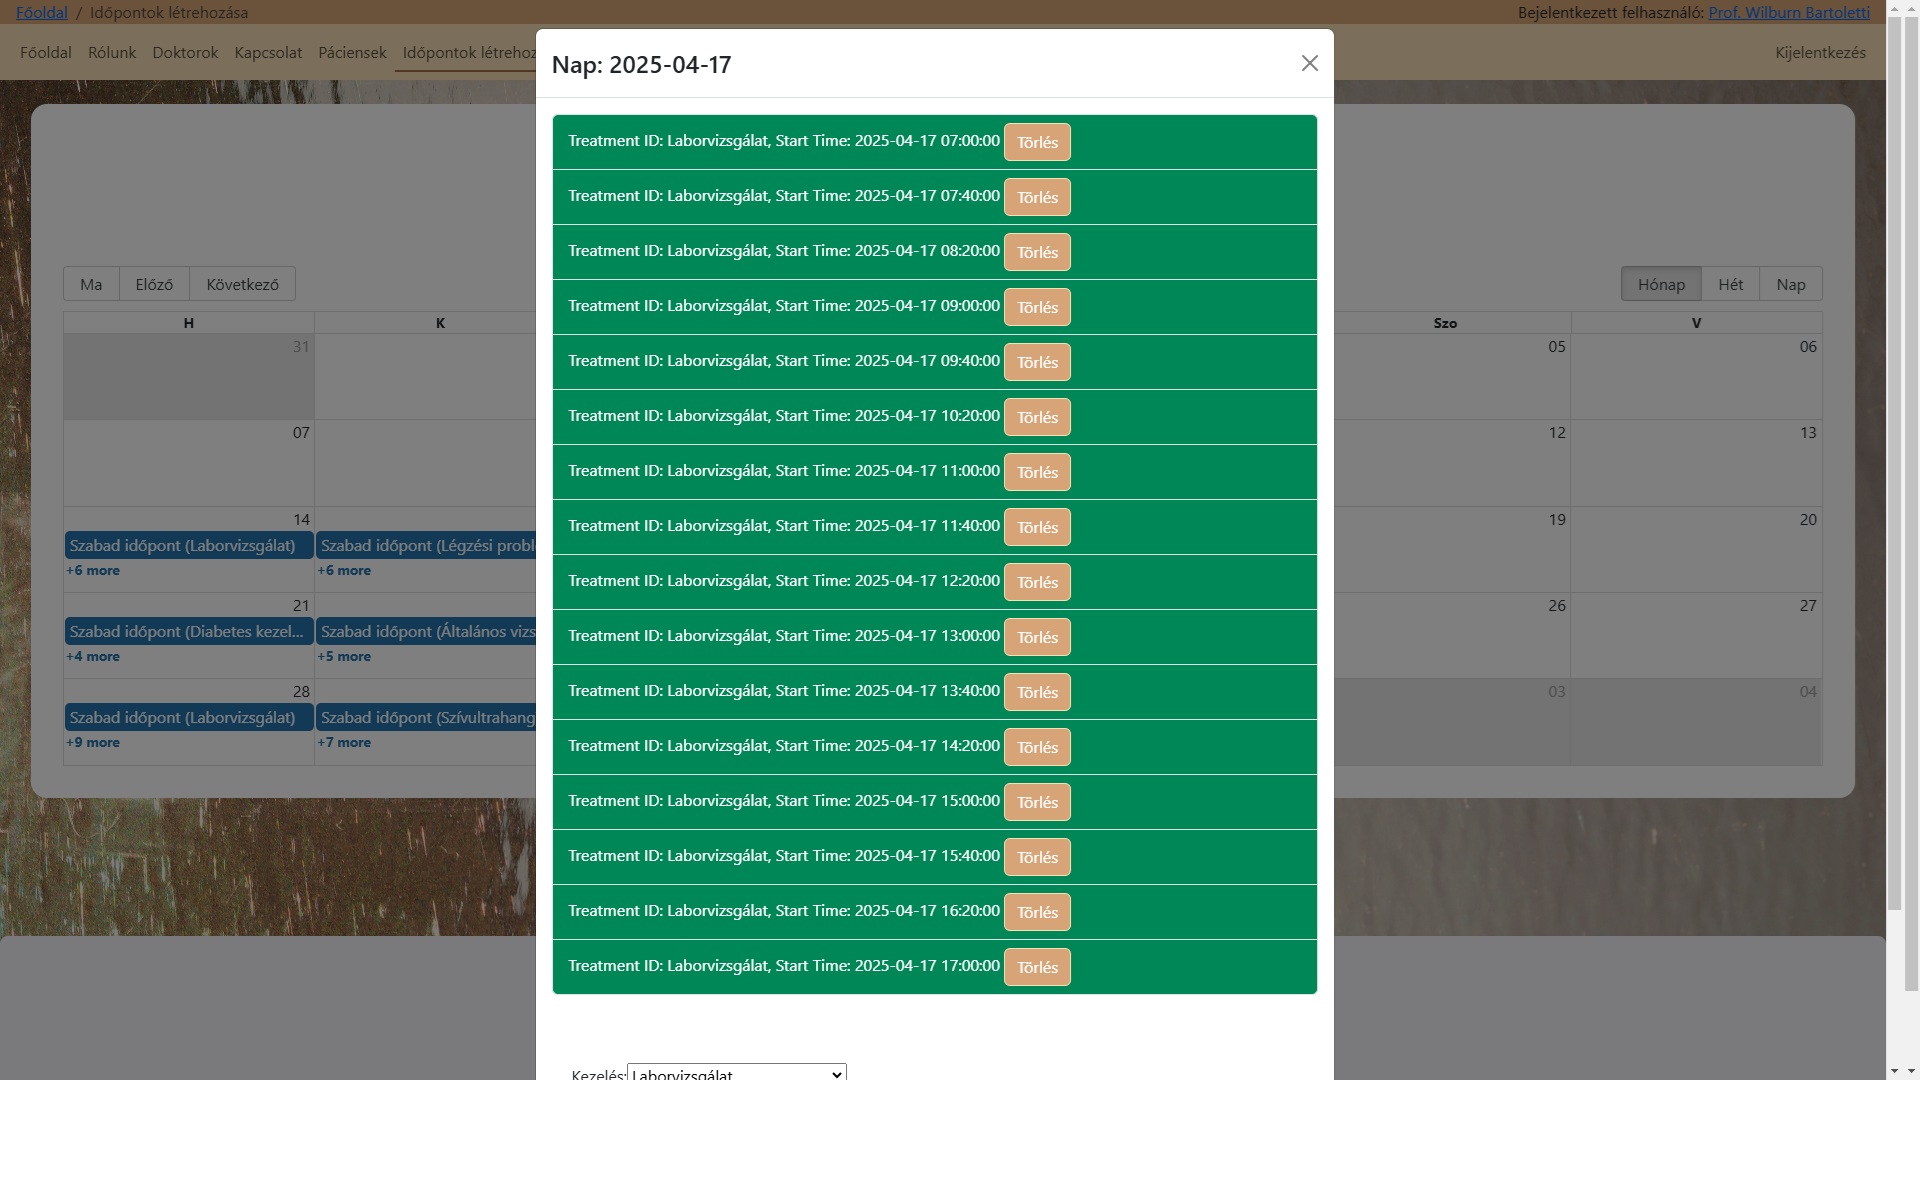 Főoldal / Időpontok létrehozása
Bejelentkezett felhasználó: Prof. Wilburn Bartoletti
Főoldal Rólunk Doktorok Kapcsolat Páciensek Időpontok létrehoz
Kijelentkezés
Nap: 2025-04-17
Treatment ID: Laborvizsgálat, Start Time: 2025-04-17 07:00:00 Törlés
Treatment ID: Laborvizsgálat, Start Time: 2025-04-17 07:40:00 Törlés
Treatment ID: Laborvizsgálat, Start Time: 2025-04-17 08:20:00 Törlés
Treatment ID: Laborvizsgálat, Start Time: 2025-04-17 09:00:00 Törlés
Treatment ID: Laborvizsgálat, Start Time: 2025-04-17 09:40:00 Törlés
Treatment ID: Laborvizsgálat, Start Time: 2025-04-17 10:20:00 Törlés
Treatment ID: Laborvizsgálat, Start Time: 2025-04-17 11:00:00 Törlés
Treatment ID: Laborvizsgálat, Start Time: 2025-04-17 11:40:00 Törlés
Treatment ID: Laborvizsgálat, Start Time: 2025-04-17 12:20:00 Törlés
Treatment ID: Laborvizsgálat, Start Time: 2025-04-17 13:00:00 Törlés
Treatment ID: Laborvizsgálat, Start Time: 2025-04-17 13:40:00 Törlés
Treatment ID: Laborvizsgálat, Start Time: 2025-04-17 14:20:00 Törlés
Treatment ID: Laborvizsgálat, Start Time: 2025-04-17 15:00:00 Törlés
Treatment ID: Laborvizsgálat, Start Time: 2025-04-17 15:40:00 Törlés
Treatment ID: Laborvizsgálat, Start Time: 2025-04-17 16:20:00 Törlés
Treatment ID: Laborvizsgálat, Start Time: 2025-04-17 17:00:00 Törlés
Kezelés: Laborvizsgálat
Ma Előző Következő
Hónap Hét Nap
H K Szo V
31 05 06
07 12 13
14 19 20
Szabad időpont (Laborvizsgálat) Szabad időpont (Légzési probl
+6 more +6 more
21 26 27
Szabad időpont (Diabetes kezel... Szabad időpont (Általános vizs
+4 more +5 more
28 03 04
Szabad időpont (Laborvizsgálat) Szabad időpont (Szívultrahang
+9 more +7 more